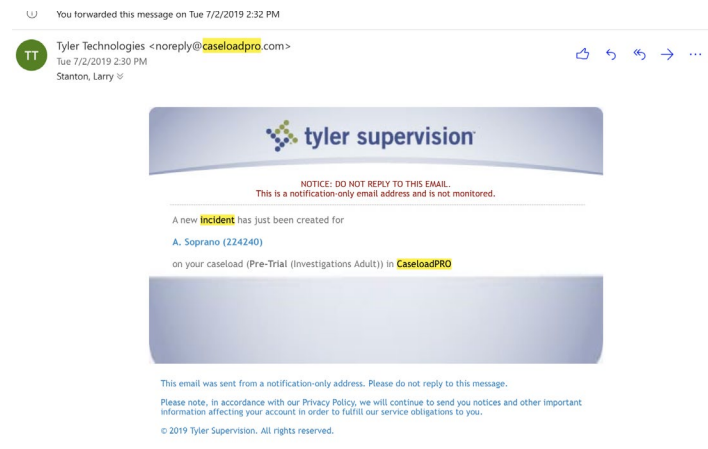 You forwarded this message on Tue 7/2/2019 2:32 PM
TT
Tyler Technologies <noreply@caseloadpro.com>
Tue 7/2/2019 2:30 PM
Stanton, Larry
tyler supervision
NOTICE: DO NOT REPLY TO THIS EMAIL.
This is a notification-only email address and is not monitored.
A new incident has just been created for
A. Soprano (224240)
on your caseload (Pre-Trial (Investigations Adult)) in CaseloadPRO
This email was sent from a notification-only address. Please do not reply to this message.
Please note, in accordance with our Privacy Policy, we will continue to send you notices and other important
information affecting your account in order to fulfill our service obligations to you.
© 2019 Tyler Supervision. All rights reserved.